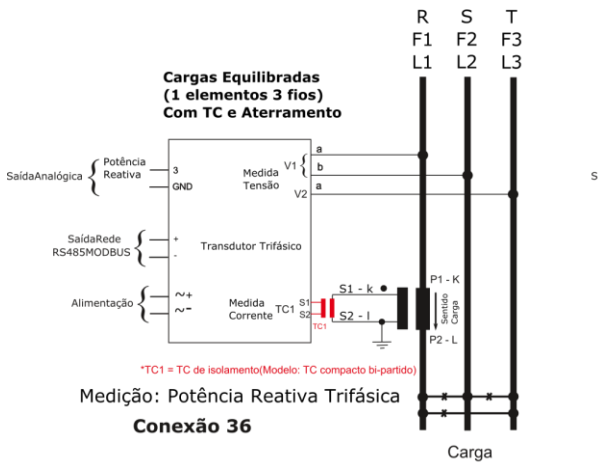 R S T
F1 F2 F3
L1 L2 L3
Cargas Equilibradas
(1 elementos 3 fios)
Com TC e Aterramento
a
V1
b
a
V2
Medida
Tensão
SaídaAnalógica
Potência
Reativa
3
GND
S
SaídaRede
RS485MODBUS
+
-
Transdutor Trifásico
Alimentação
~+
~-
Medida
Corrente
TC1
S1
S2
TC1
S1 - k
S2 - l
P1 - K
Sentido
Carga
P2 - L
*TC1 = TC de isolamento(Modelo: TC compacto bi-partido)
Medição: Potência Reativa Trifásica
x x
x
Conexão 36
Carga